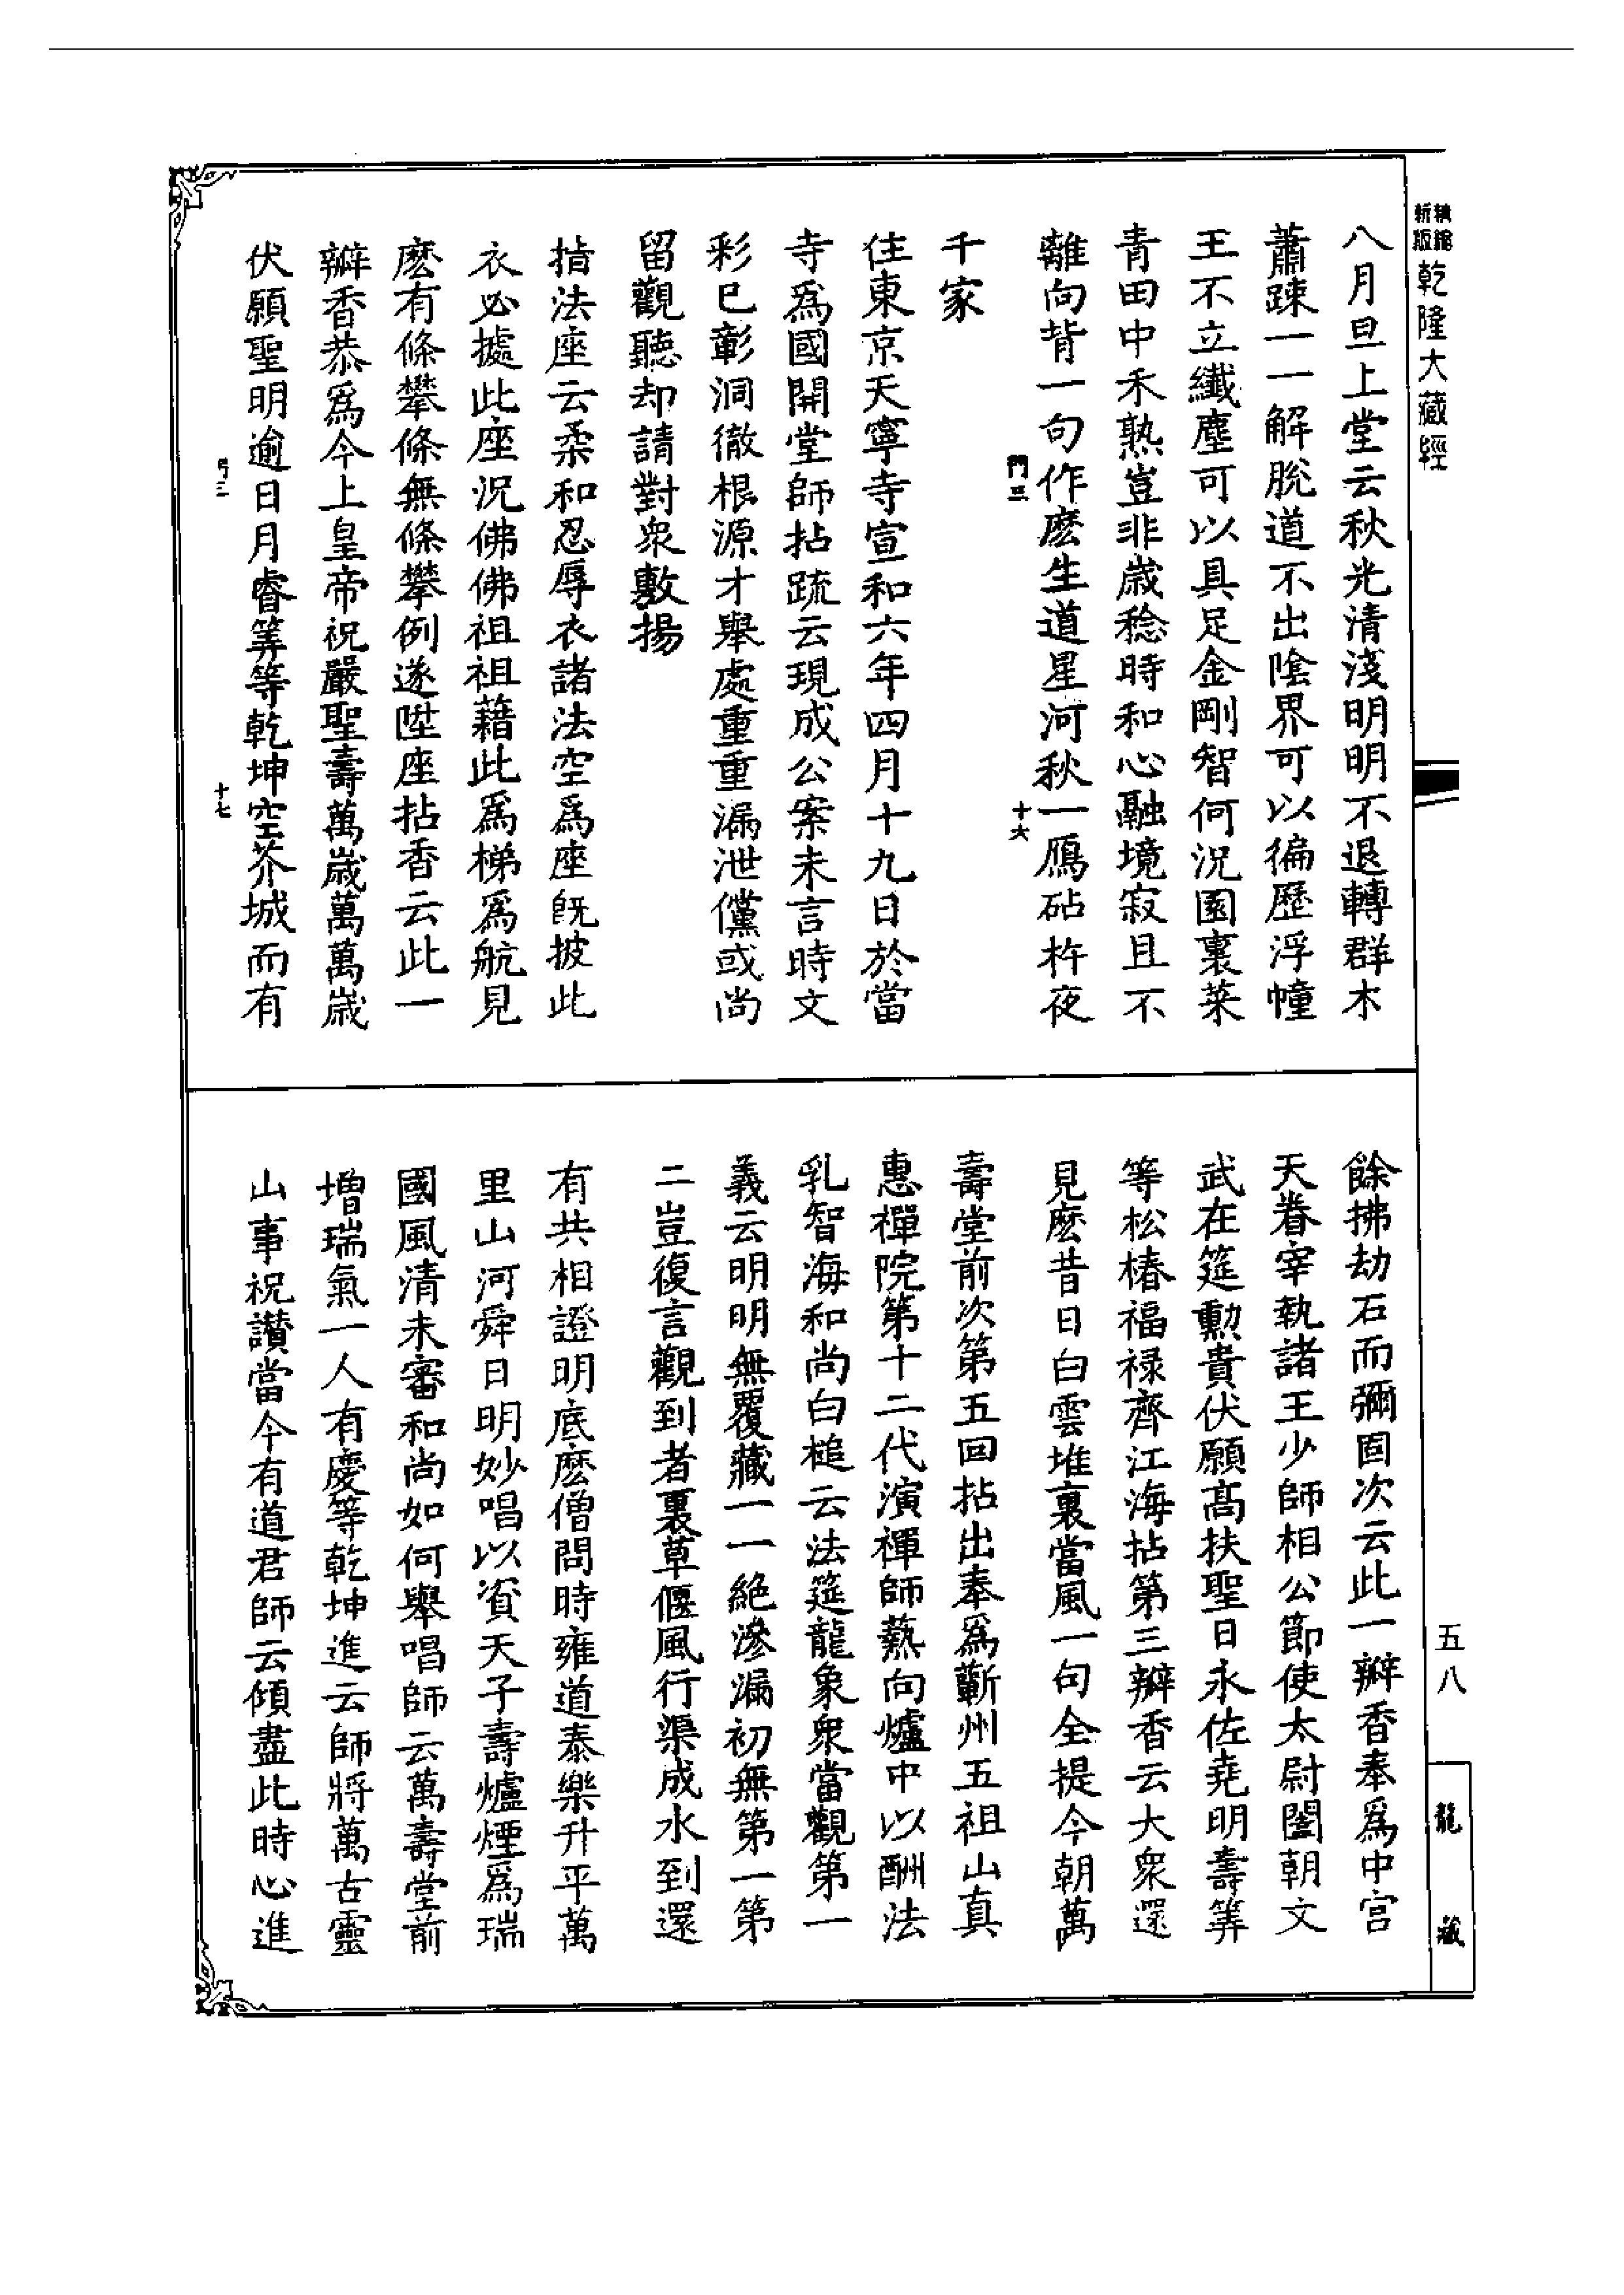 精縮
新版
乾隆大藏經
八月旦上堂云秋光清淺明明不退轉群木
蕭踈一一解脫道不出陰界可以徧歷浮幢
王不立纖塵可以具足金剛智何況園裏菜
青田中禾熟豈非歲稔時和心融境寂且不
離向背一句作麽生道星河秋一鴈砧杵夜
門三 十六
千家
住東京天寧寺宣和六年四月十九日於當
寺爲國開堂師拈疏云現成公案未言時文
彩已彰洞徹根源才舉處重重漏泄儻或尚
留觀聽却請對衆敷揚
指法座云柔和忍辱衣諸法空爲座旣披此
衣必據此座況佛佛祖祖藉此爲梯爲航見
麽有條攀條無條攀例遂陞座拈香云此一
瓣香恭爲今上皇帝祝嚴聖壽萬歲萬萬歲
伏願聖明逾日月睿筭等乾坤空芥城而有
門三 十七
餘拂劫石而彌固次云此一瓣香奉爲中宮
天眷宰執諸王少師相公節使太尉闔朝文
武在筵勳貴伏願高扶聖日永佐堯明壽筭
等松椿福祿齊江海拈第三瓣香云大衆還
見麽昔日白雲堆裏當風一句全提今朝萬
壽堂前次第五回拈出奉爲蘄州五祖山真
惠禪院第十二代演禪師爇向爐中以酬法
乳智海和尚白槌云法筵龍象衆當觀第一
義云明明無覆藏一一絕滲漏初無第一第
二豈復言觀到者裏草偃風行渠成水到還
有共相證明底麽僧問時雍道泰樂升平萬
里山河舜日明妙唱以資天子壽爐煙爲瑞
國風清未審和尚如何舉唱師云萬壽堂前
增瑞氣一人有慶等乾坤進云師將萬古靈
山事祝讚當今有道君師云傾盡此時心進
五八
龍藏